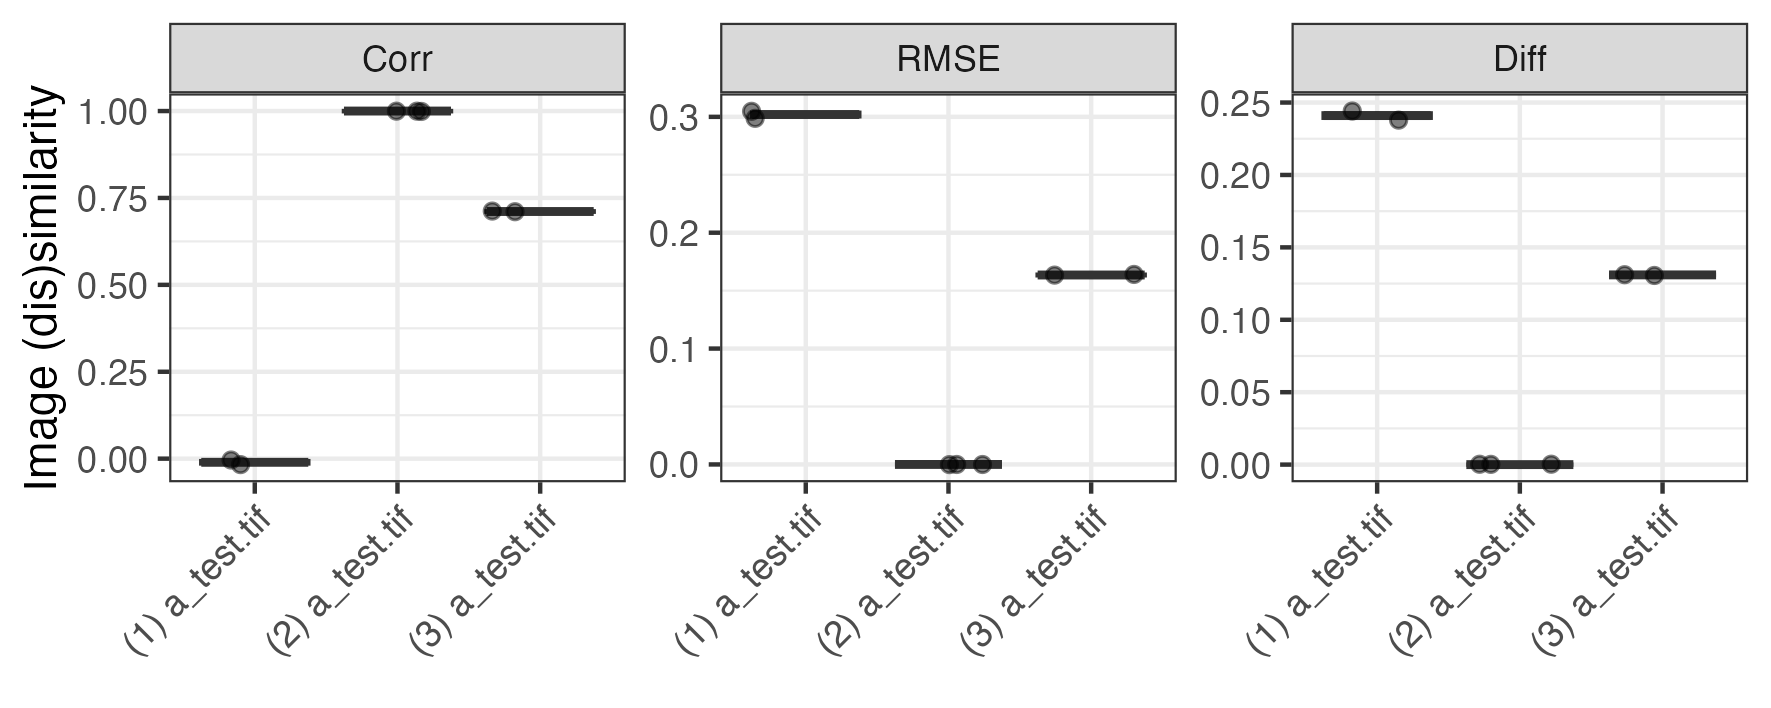 Corr
RMSE
Diff
Image (dis)similarity
1.00
0.75
0.50
0.25
0.00
0.3
0.2
0.1
0.0
0.25
0.20
0.15
0.10
0.05
0.00
(1) a_test.tif
(2) a_test.tif
(3) a_test.tif
(1) a_test.tif
(2) a_test.tif
(3) a_test.tif
(1) a_test.tif
(2) a_test.tif
(3) a_test.tif